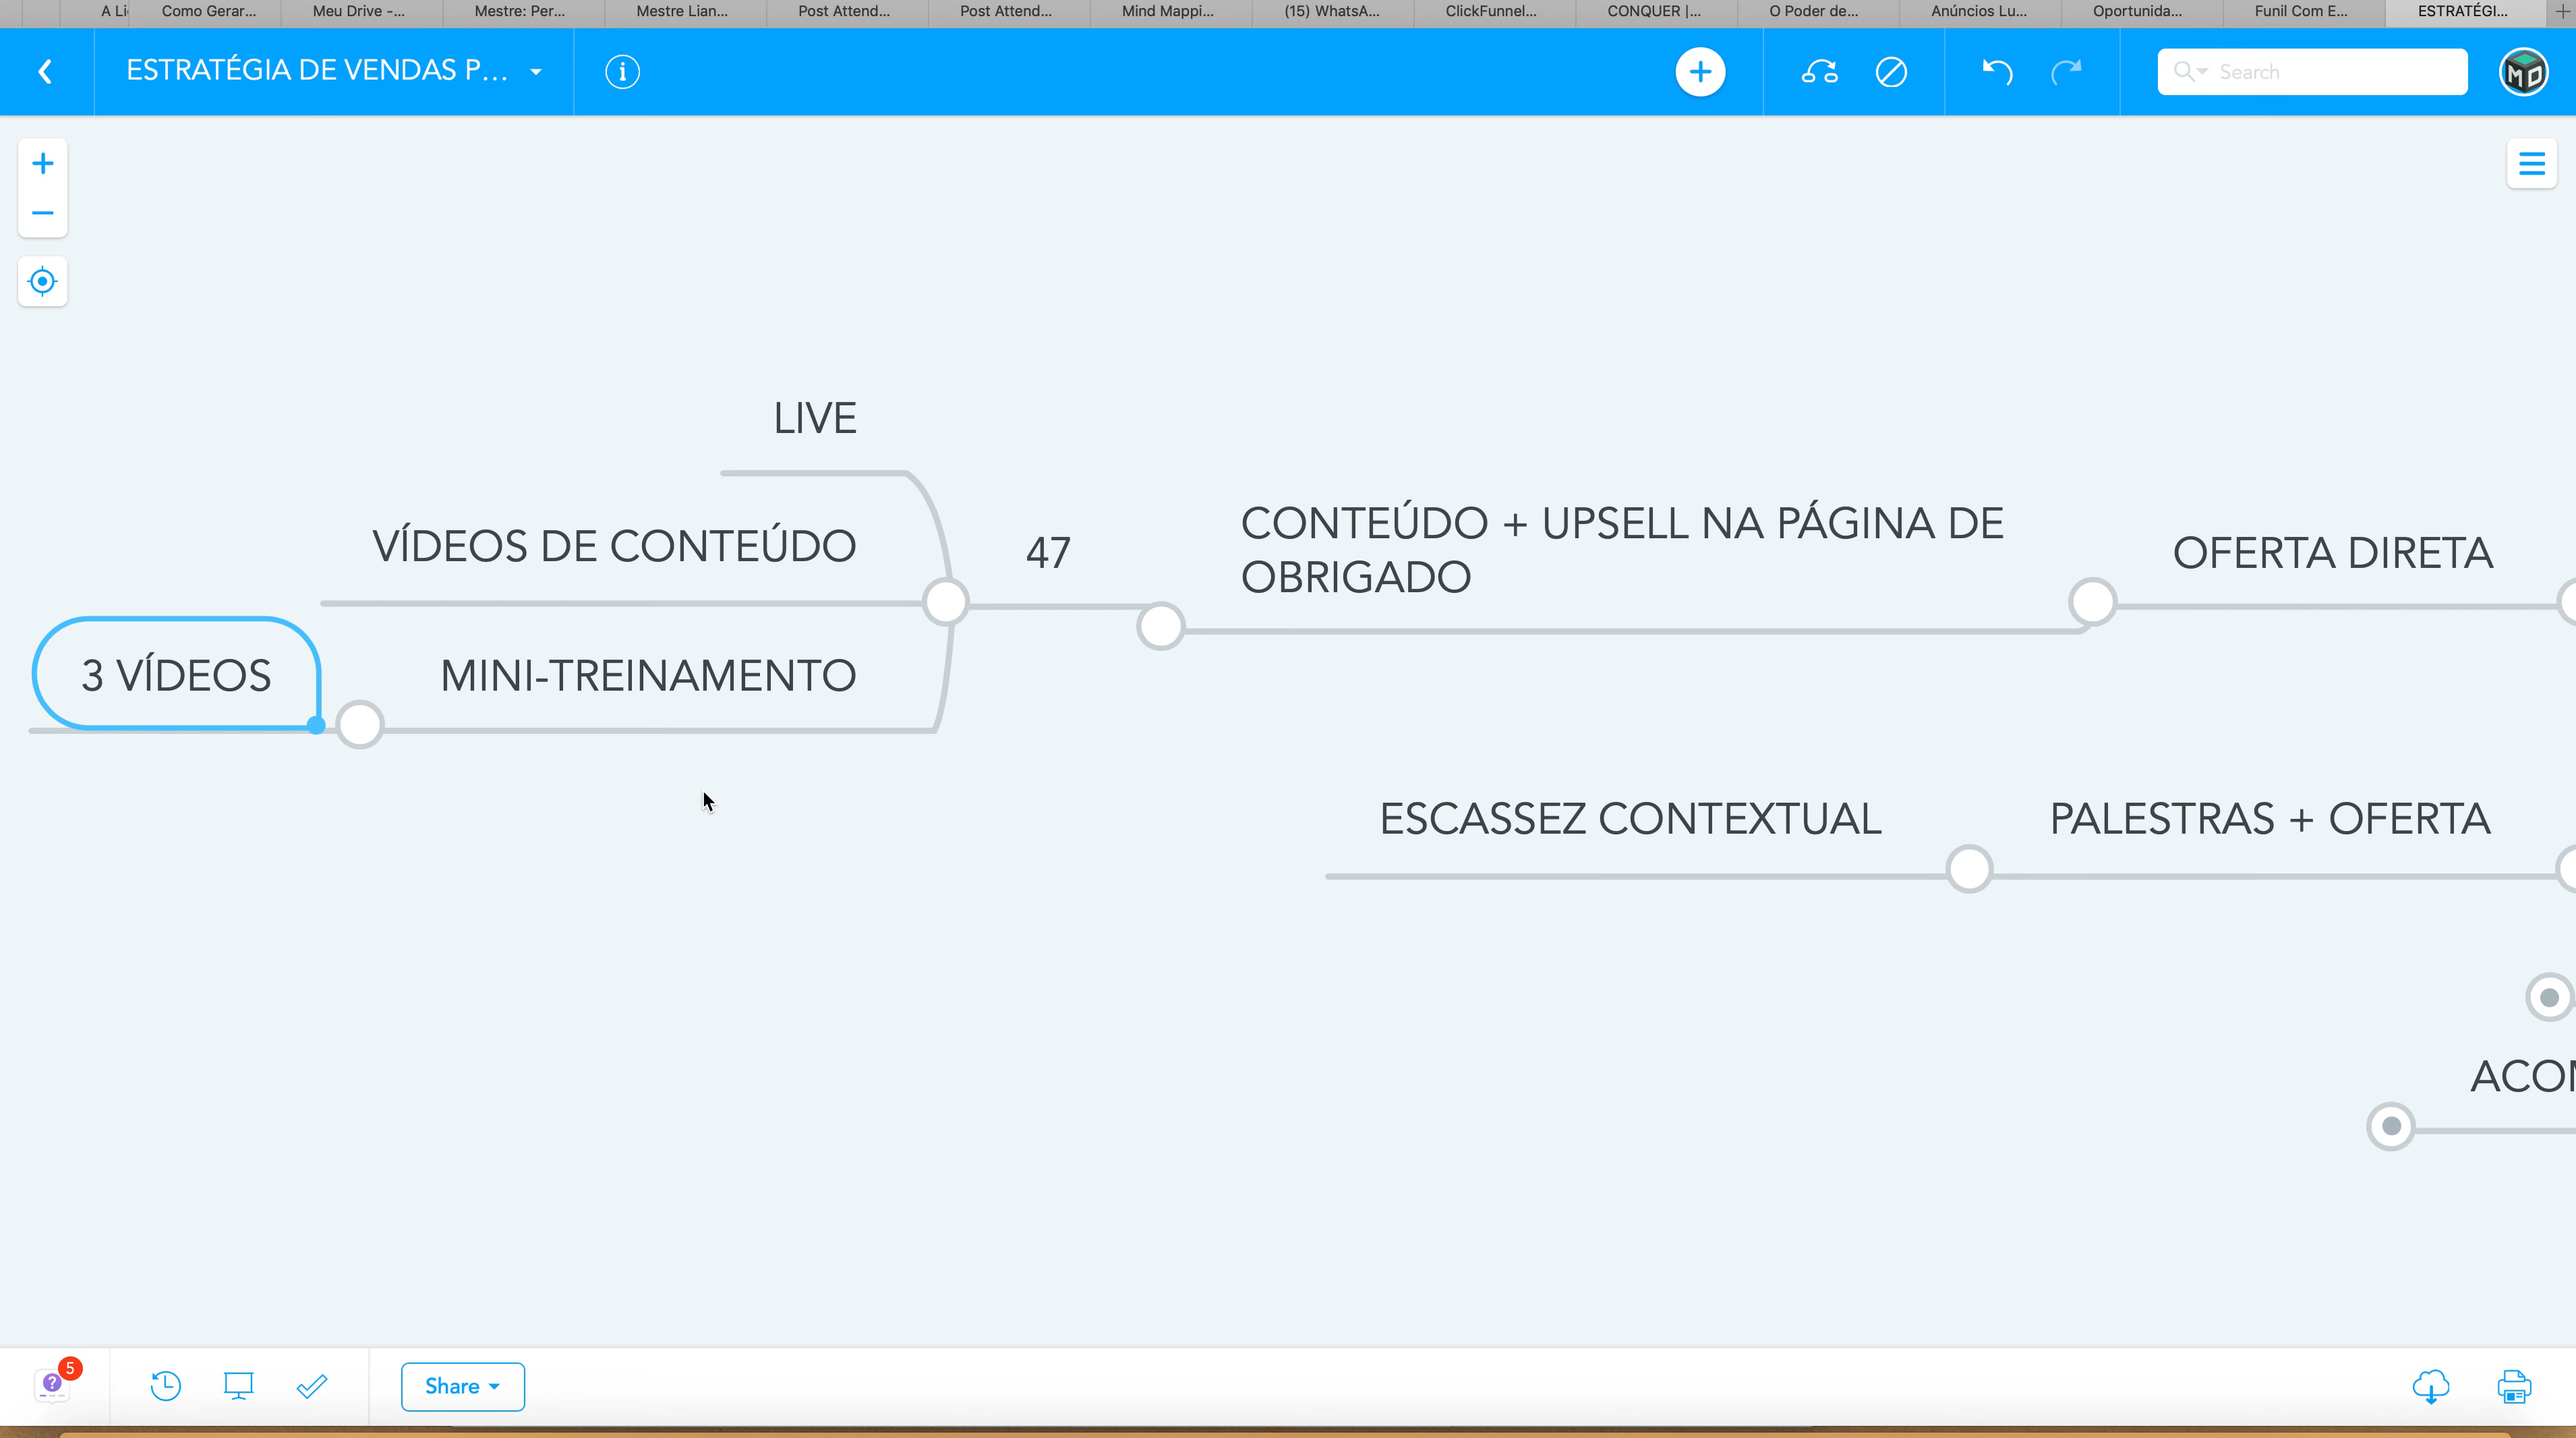 A Li
Como Gerar...
Meu Drive -...
Mestre: Per...
Mestre Lian...
Post Attend...
Post Attend...
Mind Mappi...
(15) WhatsA...
ClickFunnel...
CONQUER |...
O Poder de...
Anúncios Lu...
Oportunida...
Funil Com E...
ESTRATÉGI...
ESTRATÉGIA DE VENDAS P...
Search
LIVE
VÍDEOS DE CONTEÚDO
47
CONTEÚDO + UPSELL NA PÁGINA DE
OBRIGADO
OFERTA DIRETA
3 VÍDEOS
MINI-TREINAMENTO
ESCASSEZ CONTEXTUAL
PALESTRAS + OFERTA
ACOM
5
Share
MD